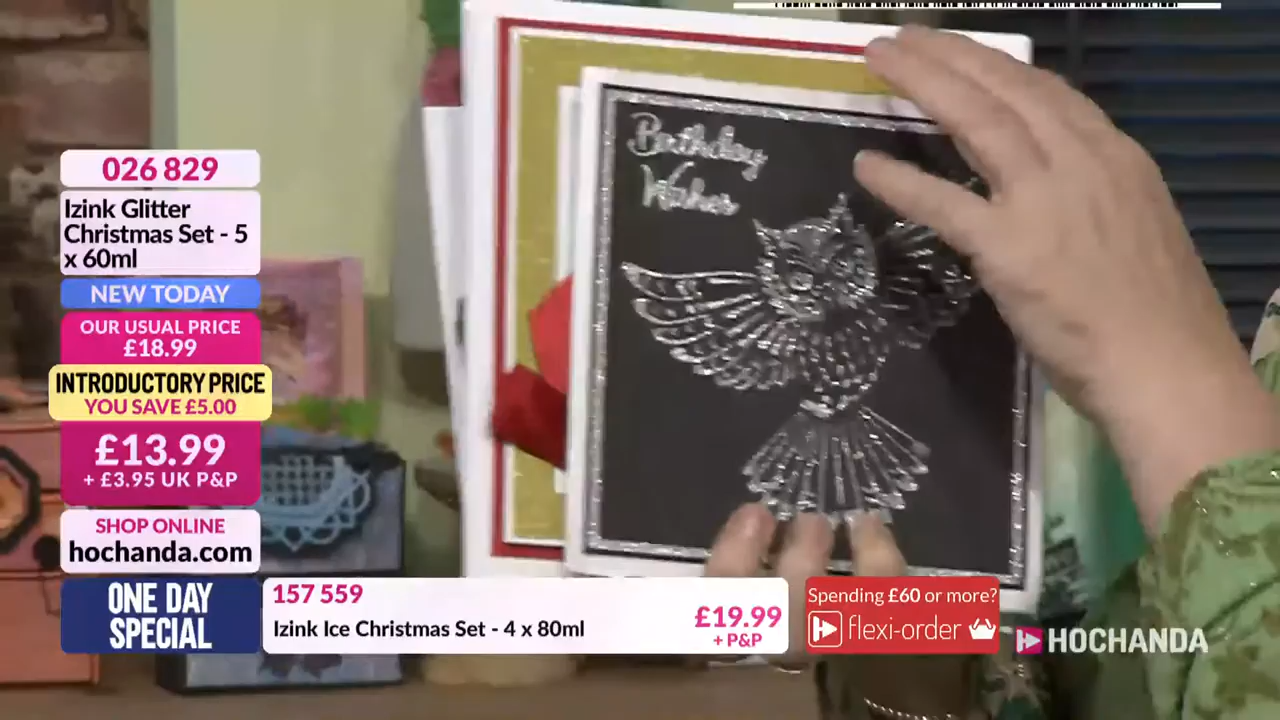 026 829
Izink Glitter
Christmas Set - 5
x 60ml
NEW TODAY
OUR USUAL PRICE
£18.99
INTRODUCTORY PRICE
YOU SAVE £5.00
£13.99
+ £3.95 UK P&P
SHOP ONLINE
hochanda.com
ONE DAY
SPECIAL
157 559
Izink Ice Christmas Set - 4 x 80ml
£19.99
+ P&P
Spending £60 or more?
flexi-order
HOCHANDA
Birthday
Wishes